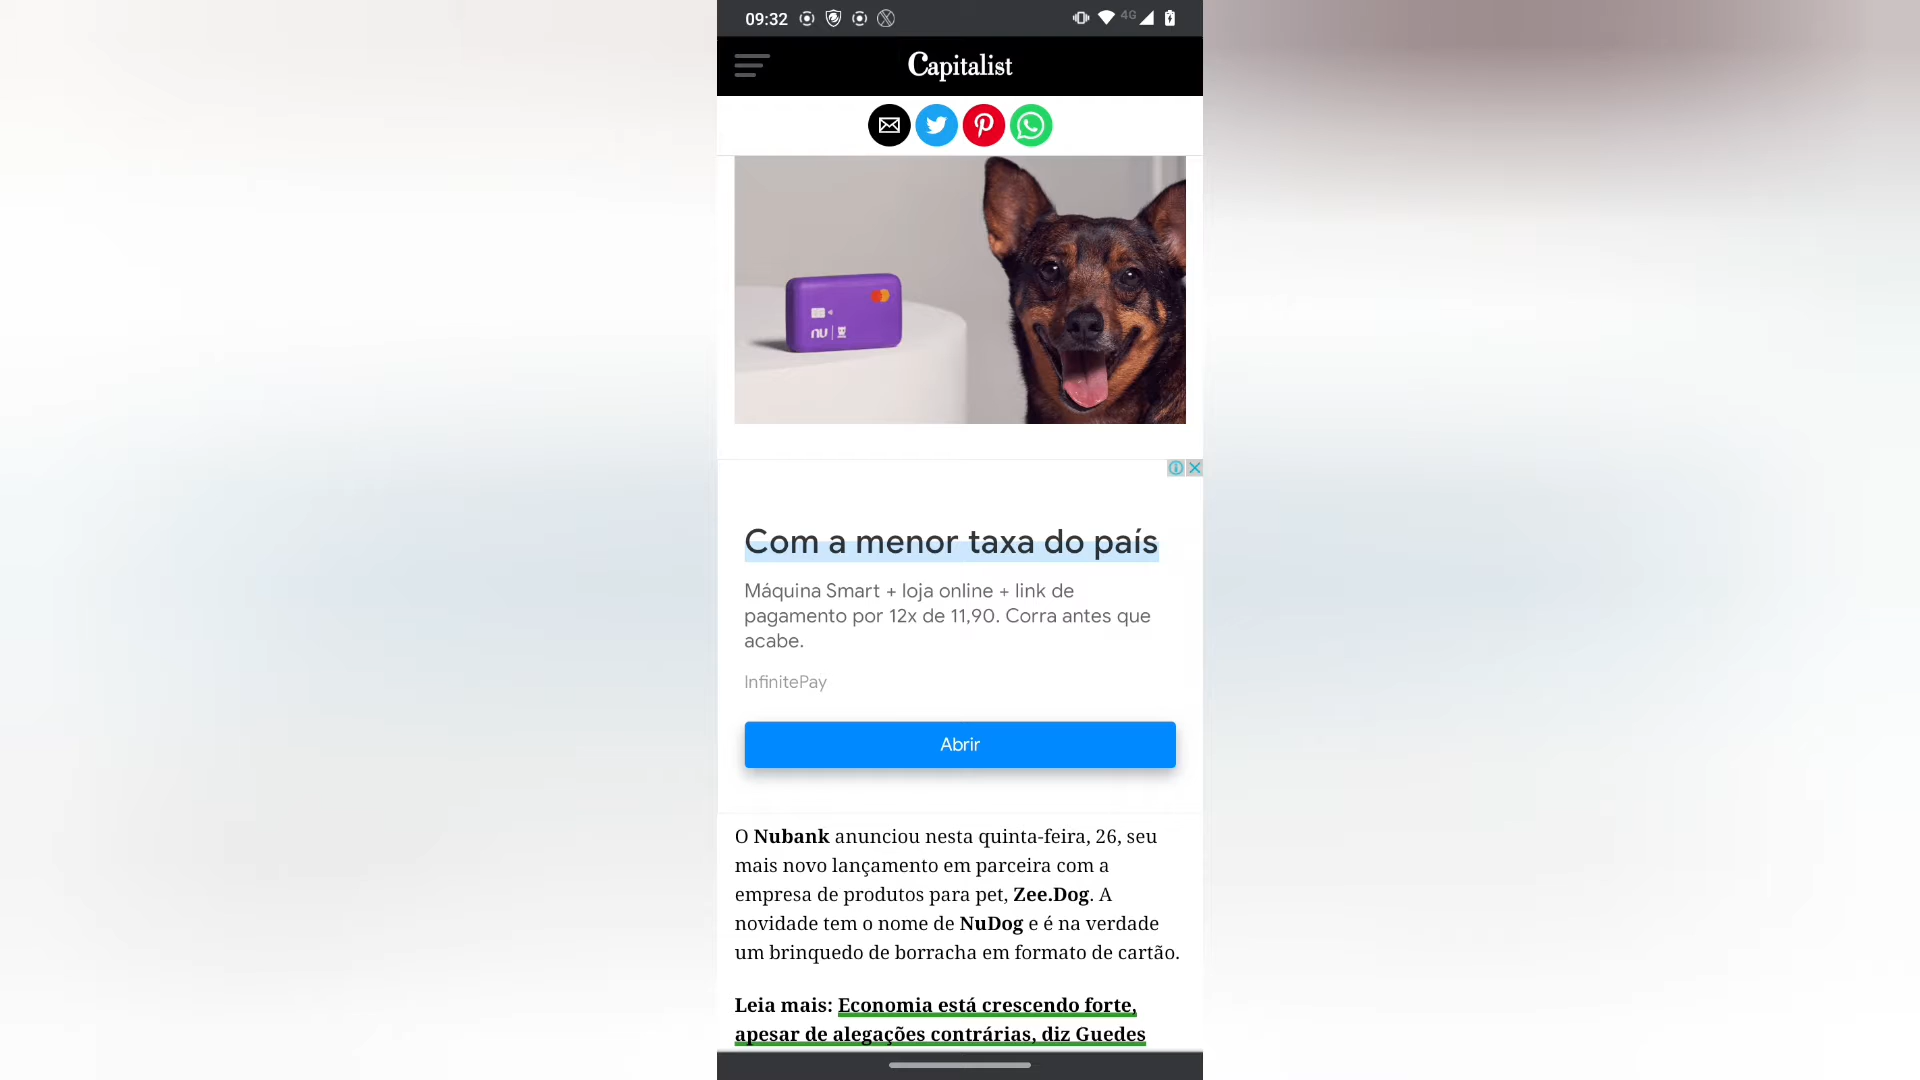 09:32
4G
Capitalist
nu
Com a menor taxa do país
Máquina Smart + loja online + link de
pagamento por 12x de 11,90. Corra antes que
acabe.
InfinitePay
Abrir
O Nubank anunciou nesta quinta-feira, 26, seu
mais novo lançamento em parceira com a
empresa de produtos para pet, Zee.Dog. A
novidade tem o nome de NuDog e é na verdade
um brinquedo de borracha em formato de cartão.
Leia mais: Economia está crescendo forte,
apesar de alegações contrárias, diz Guedes